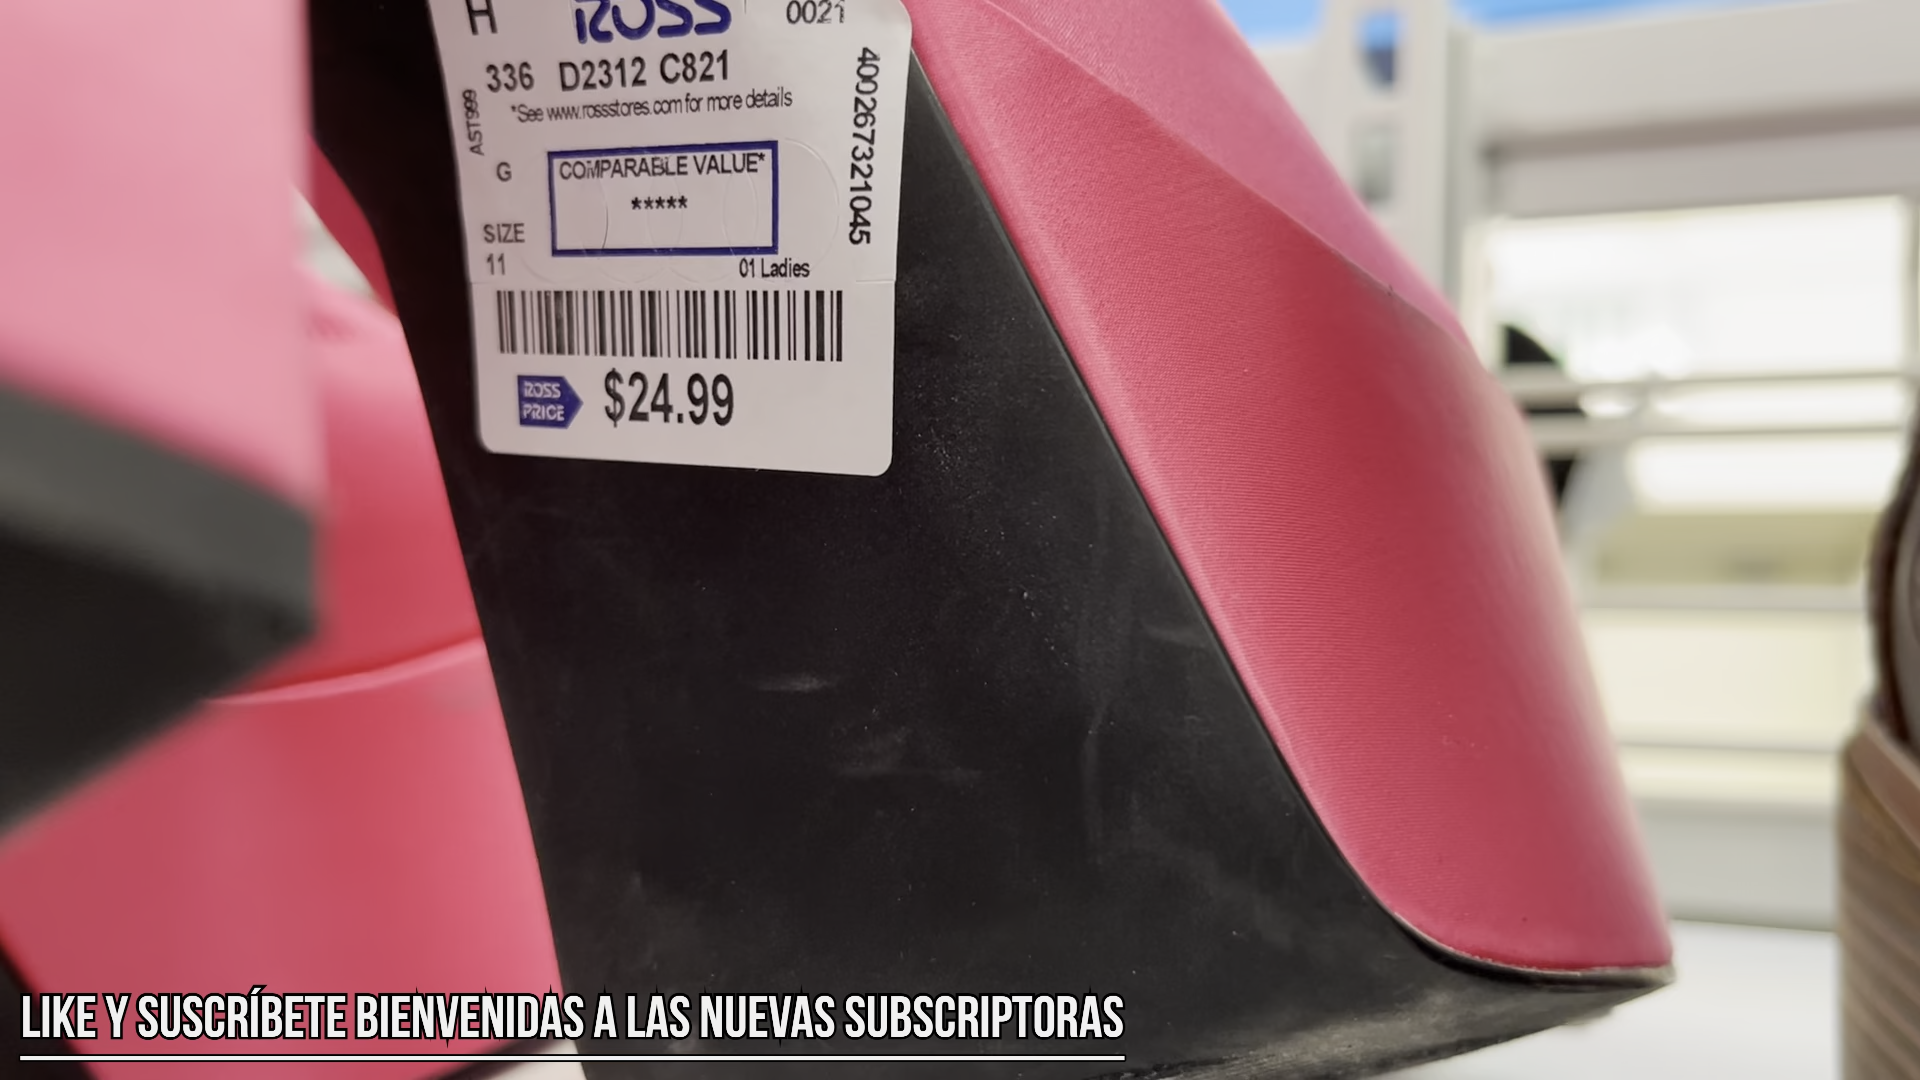 H ROSS 0021
336 D2312 C821
*See www.rossstores.com for more details
AST999
400267321045
G
COMPARABLE VALUE*
*****
SIZE
11
01 Ladies
ROSS
PRICE
$24.99
LIKE Y SUSCRÍBETE BIENVENIDAS A LAS NUEVAS SUBSCRIPTORAS